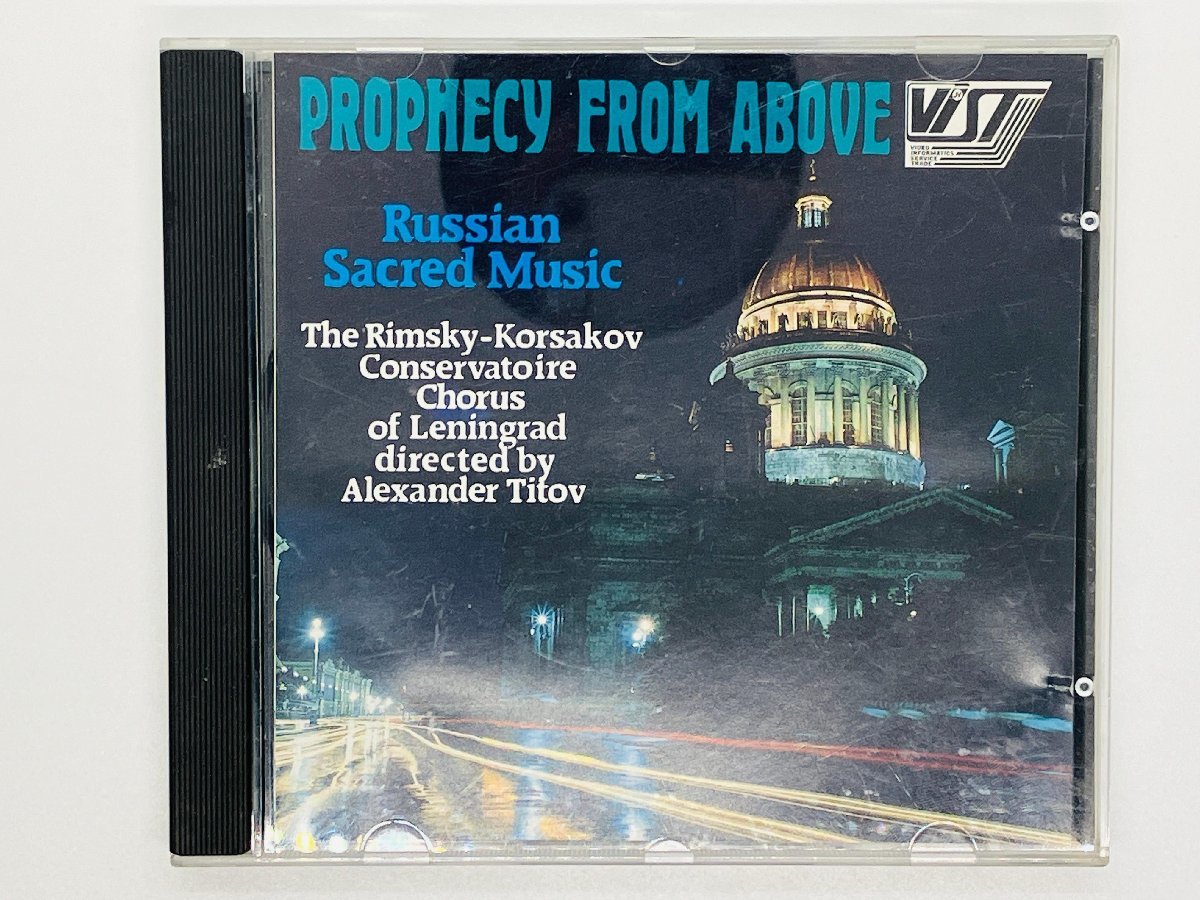 PROPHECY FROM ABOVE
ViST
VIDEO
INFORMATICS
SERVICE
TRADE
Russian
Sacred Music
The Rimsky-Korsakov
Conservatoire
Chorus
of Leningrad
directed by
Alexander Titov